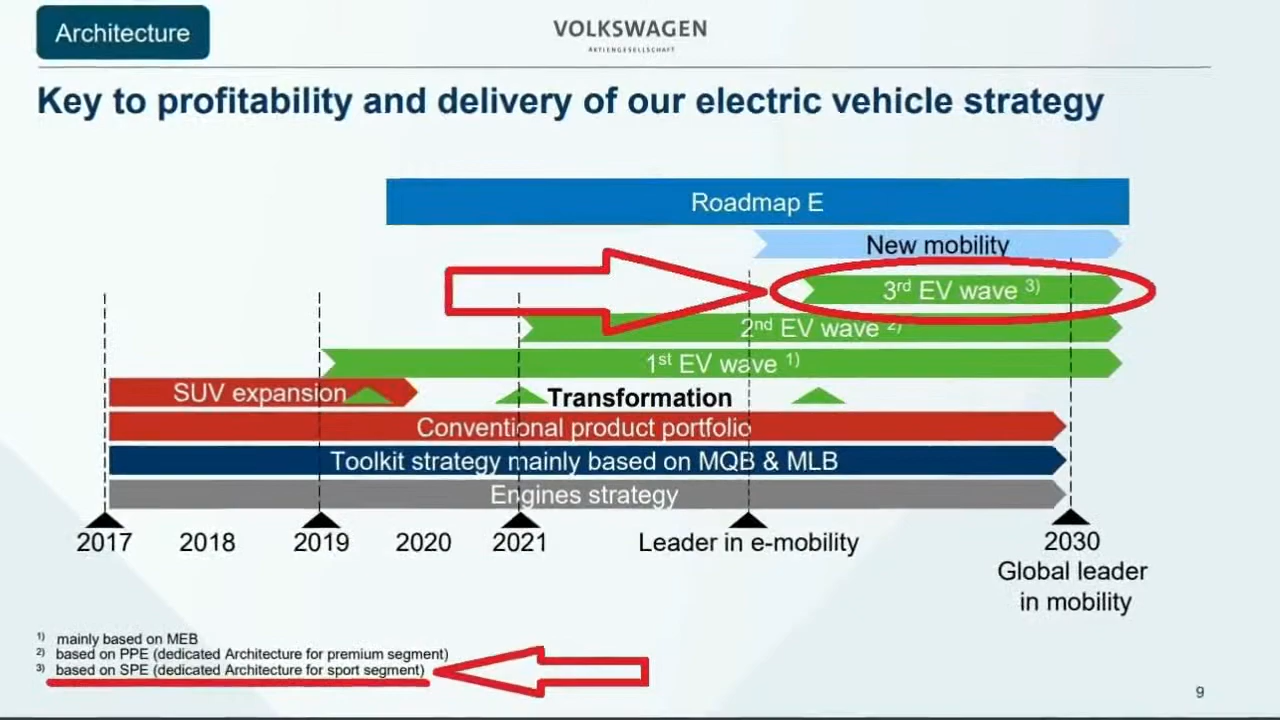 Architecture
VOLKSWAGEN
AKTIENGESELLSCHAFT
Key to profitability and delivery of our electric vehicle strategy
Roadmap E
New mobility
3rd EV wave 3)
2nd EV wave 2)
1st EV wave 1)
SUV expansion
Transformation
Conventional product portfolio
Toolkit strategy mainly based on MQB & MLB
Engines strategy
2017 2018 2019 2020 2021 Leader in e-mobility 2030
Global leader
in mobility
1) mainly based on MEB
2) based on PPE (dedicated Architecture for premium segment)
3) based on SPE (dedicated Architecture for sport segment)
9